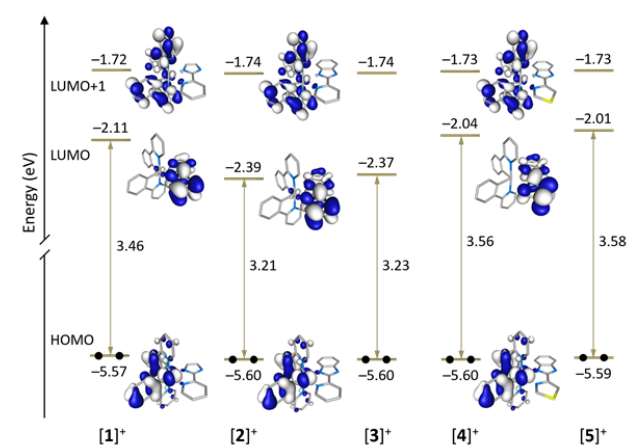 −1.72 −1.74 −1.74 −1.73 −1.73
LUMO+1
−2.11 −2.39 −2.37 −2.04 −2.01
LUMO
Energy (eV)
3.46 3.21 3.23 3.56 3.58
HOMO
−5.57 −5.60 −5.60 −5.60 −5.59
[1]⁺ [2]⁺ [3]⁺ [4]⁺ [5]⁺